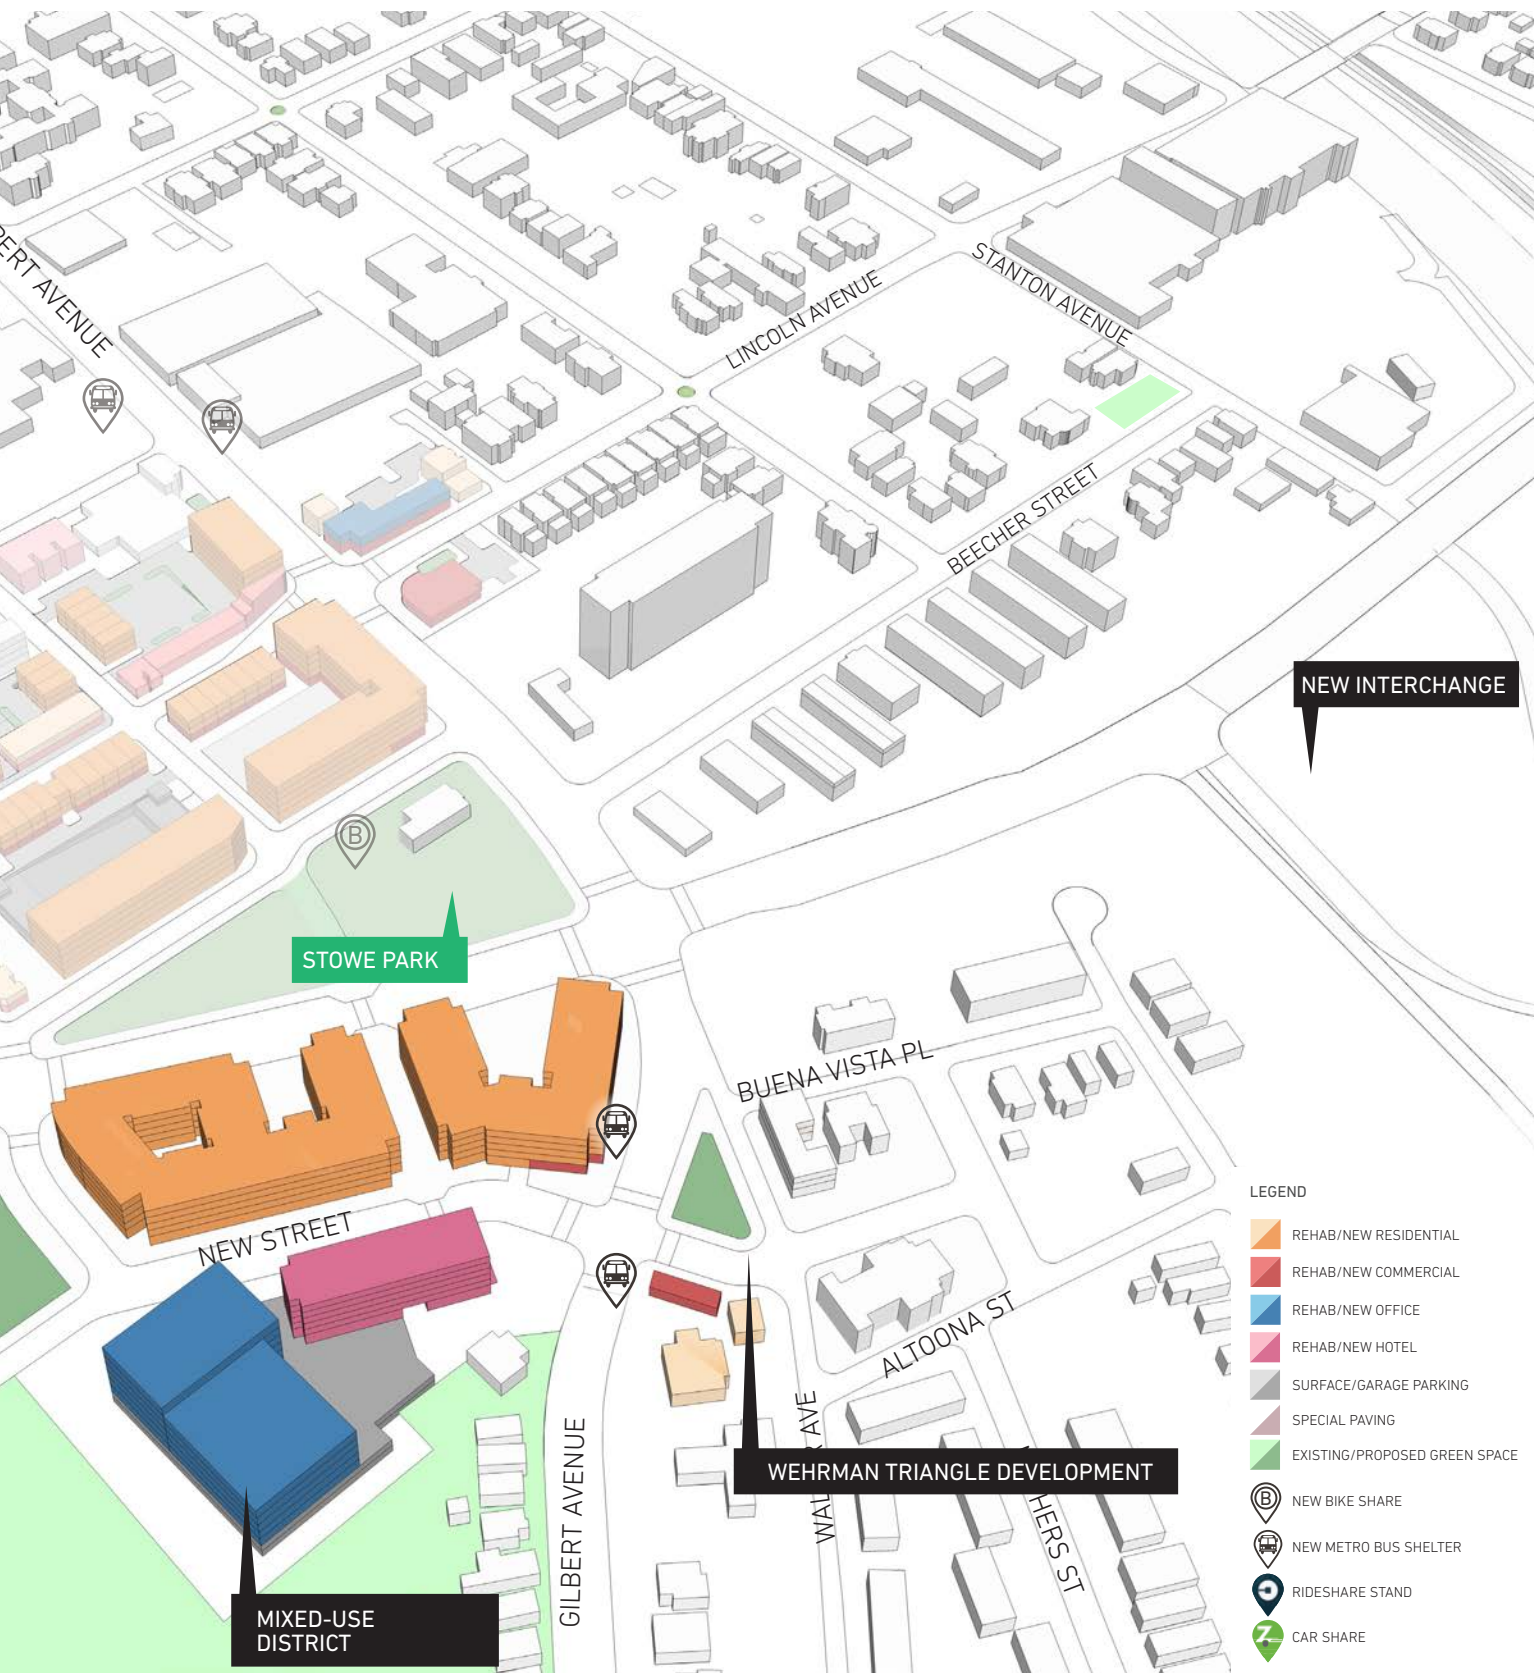 BERT AVENUE
LINCOLN AVENUE
STANTON AVENUE
BEECHER STREET
NEW INTERCHANGE
B
STOWE PARK
BUENA VISTA PL
NEW STREET
ALTOONA ST
GILBERT AVENUE
AVE
WEHRMAN TRIANGLE DEVELOPMENT
HERS ST
MIXED-USE
DISTRICT
LEGEND
REHAB/NEW RESIDENTIAL
REHAB/NEW COMMERCIAL
REHAB/NEW OFFICE
REHAB/NEW HOTEL
SURFACE/GARAGE PARKING
SPECIAL PAVING
EXISTING/PROPOSED GREEN SPACE
B NEW BIKE SHARE
NEW METRO BUS SHELTER
RIDESHARE STAND
Z CAR SHARE